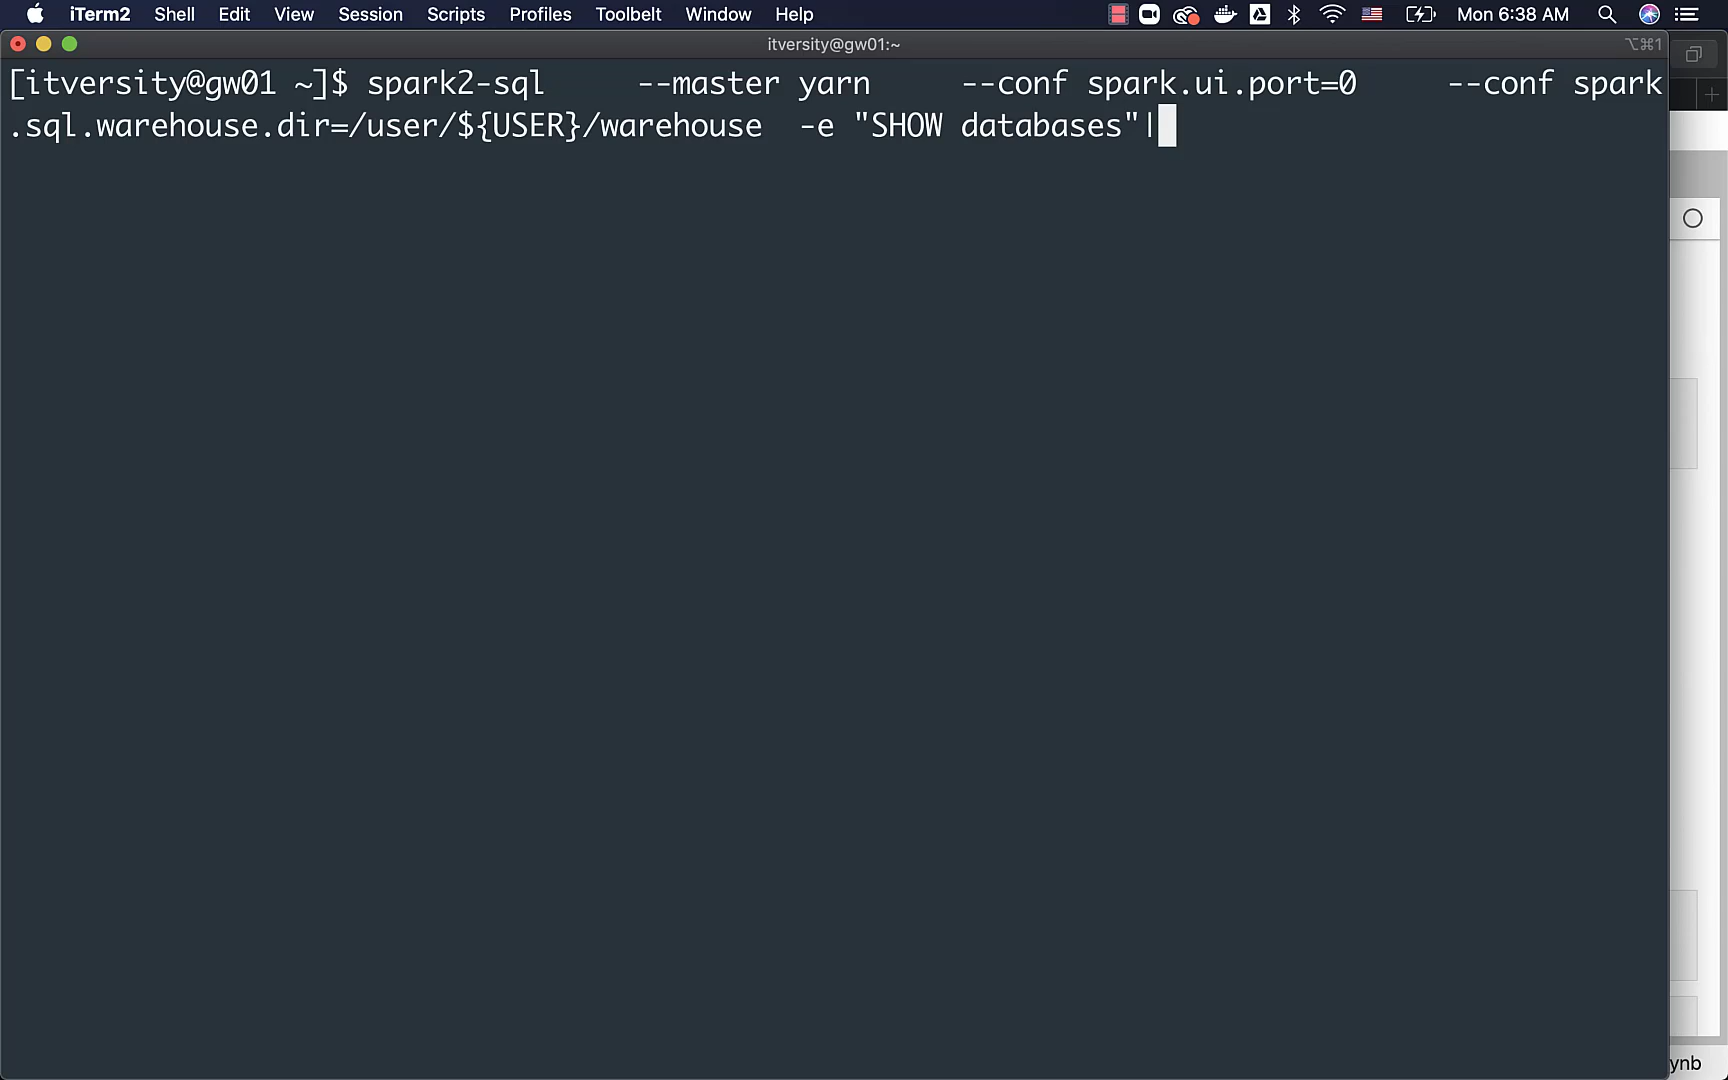 iTerm2 Shell Edit View Session Scripts Profiles Toolbelt Window Help Mon 6:38 AM
itversity@gw01:~ ⌥⌘1
[itversity@gw01 ~]$ spark2-sql     --master yarn     --conf spark.ui.port=0     --conf spark
.sql.warehouse.dir=/user/${USER}/warehouse  -e "SHOW databases"|
ynb